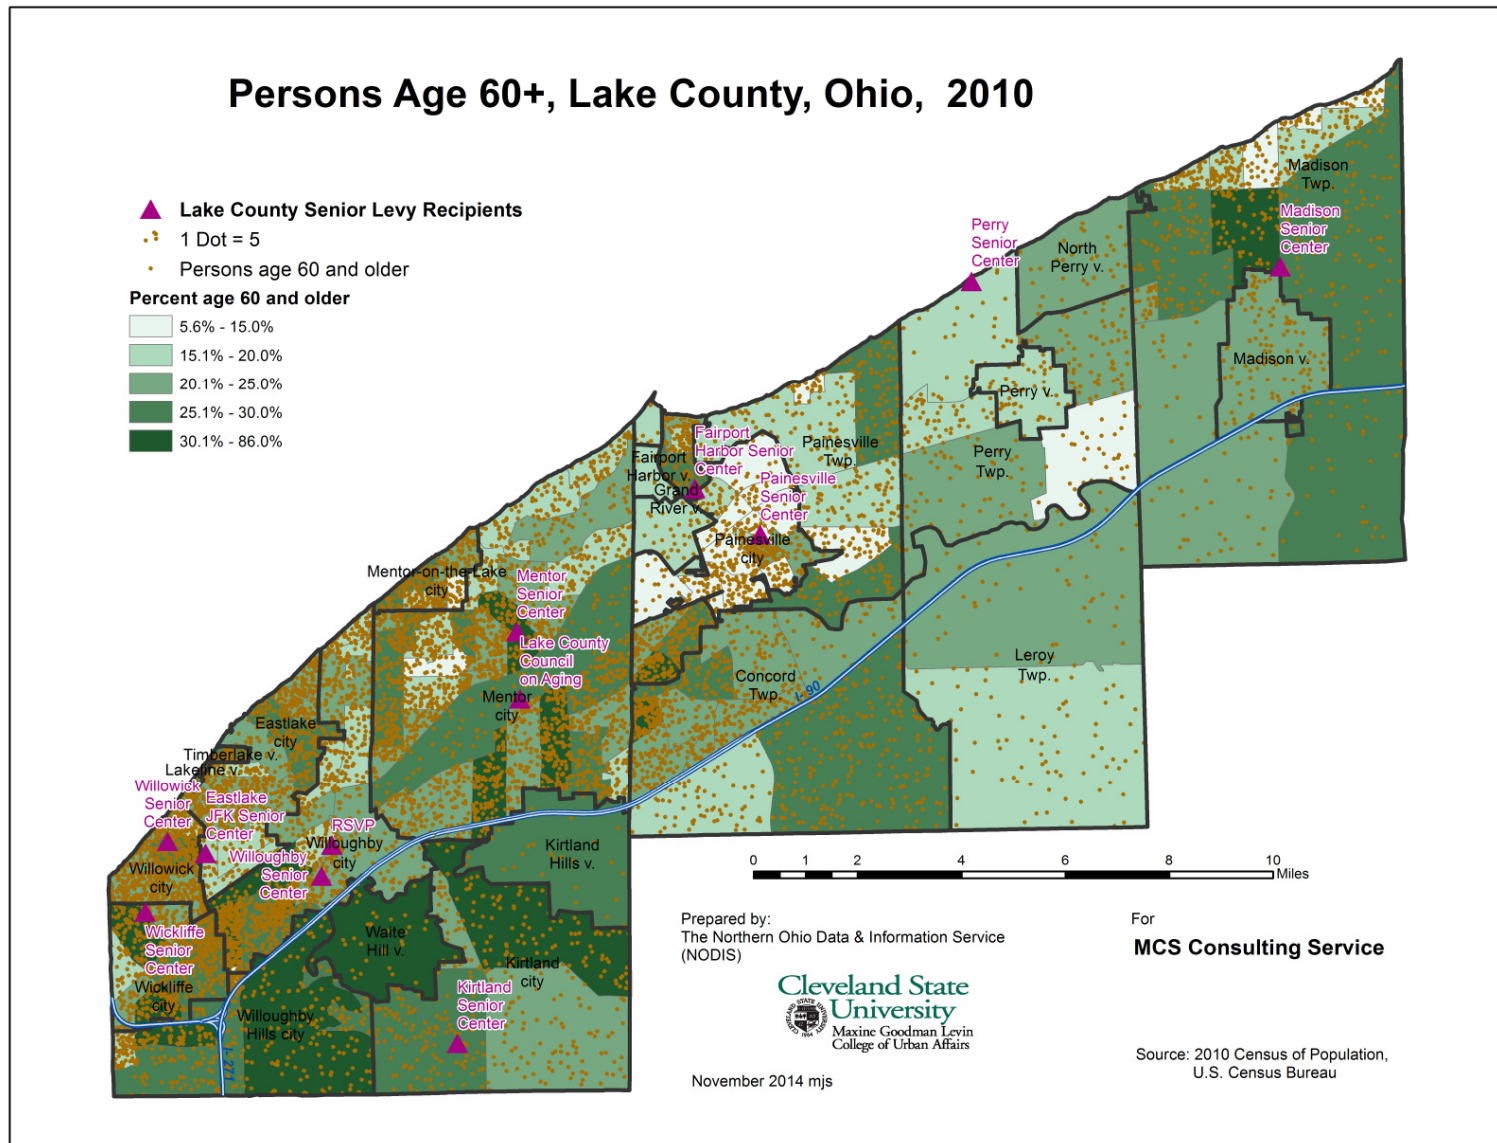 Persons Age 60+, Lake County, Ohio,  2010
Lake County Senior Levy Recipients
1 Dot = 5
Persons age 60 and older
Percent age 60 and older
5.6% - 15.0%
15.1% - 20.0%
20.1% - 25.0%
25.1% - 30.0%
30.1% - 86.0%
Madison
Twp.
Madison
Senior
Center
Perry
Senior
Center
North
Perry v.
Madison v.
Perry v.
Perry
Twp.
Painesville
Twp.
Fairport
Harbor Senior
Center
Fairport
Harbor v.
Grand
River v.
Painesville
Senior
Center
Painesville
city
Mentor-on-the-Lake
city
Mentor
Senior
Center
Lake County
Council
on Aging
Mentor
city
Concord
Twp.
I-90
Leroy
Twp.
Eastlake
city
Timberlake v.
Lakeline v.
Willowick
Senior
Center
Eastlake
JFK Senior
Center
RSVP
Willoughby
city
Willoughby
Senior
Center
Willowick
city
Kirtland
Hills v.
Wickliffe
Senior
Center
Wickliffe
city
Waite
Hill v.
Kirtland
city
Kirtland
Senior
Center
Willoughby
Hills city
I-271
0 1 2 4 6 8 10
Miles
Prepared by:
The Northern Ohio Data & Information Service
(NODIS)
Cleveland State
University
Maxine Goodman Levin
College of Urban Affairs
November 2014 mjs
For
MCS Consulting Service
Source: 2010 Census of Population,
U.S. Census Bureau